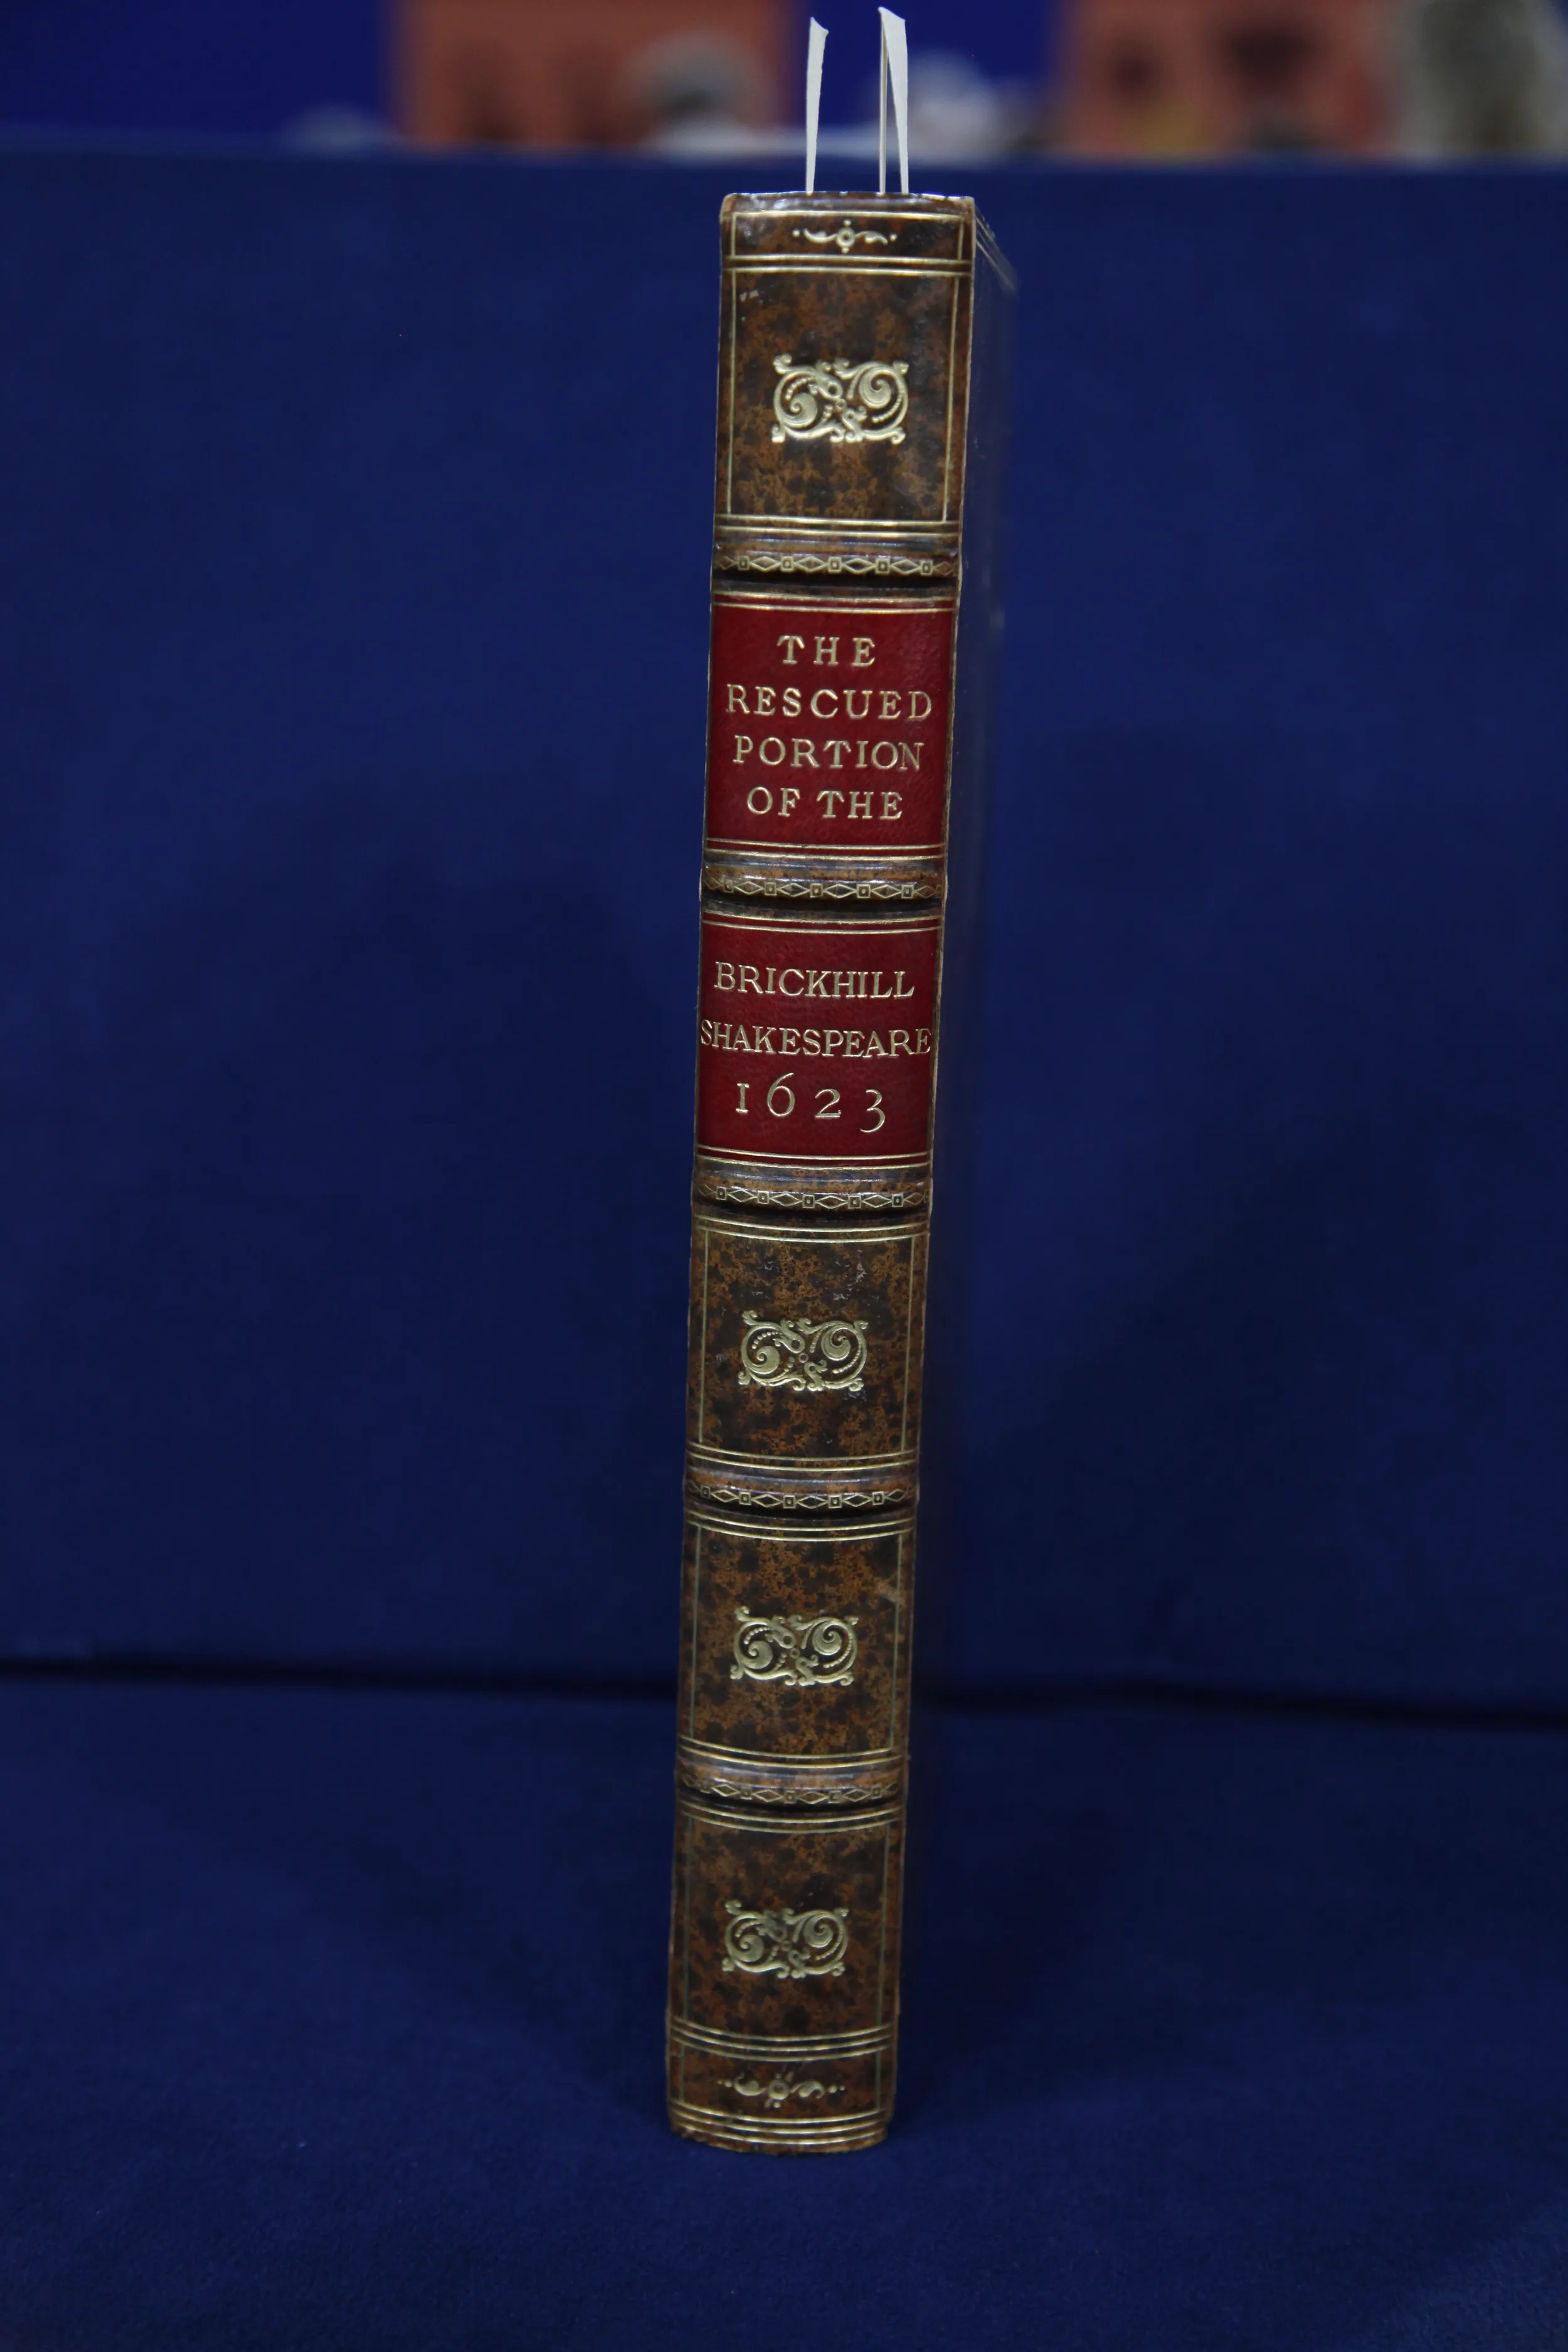 THE
RESCUED
PORTION
OF THE
BRICKHILL
SHAKESPEARE
1623